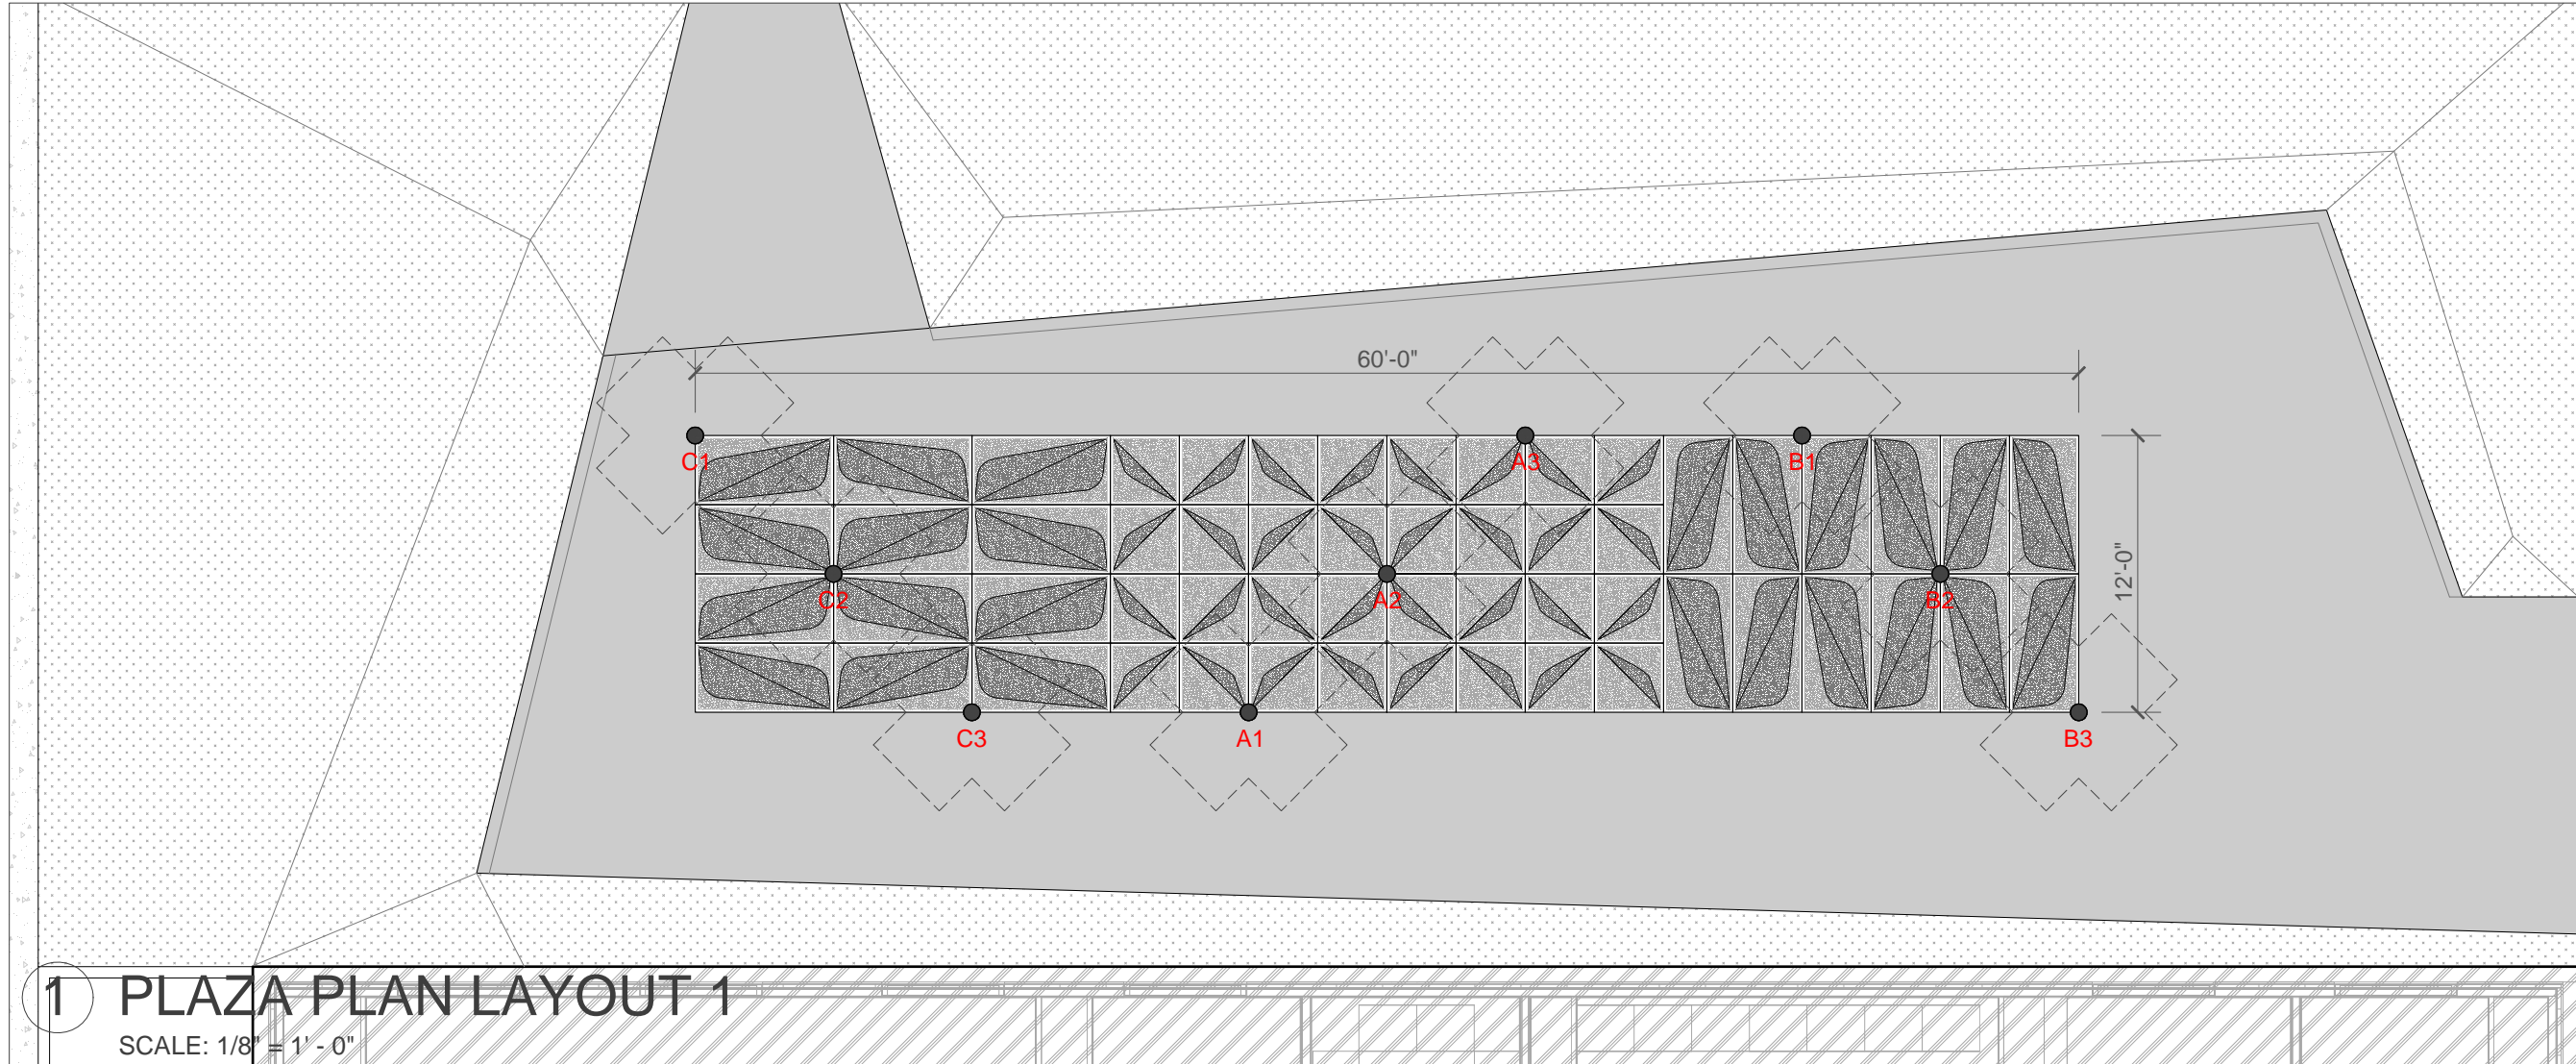 60'-0"
C1
A3
B1
12'-0"
C2
A2
B2
C3
A1
B3
1 PLAZA PLAN LAYOUT 1
SCALE: 1/8" = 1' - 0"